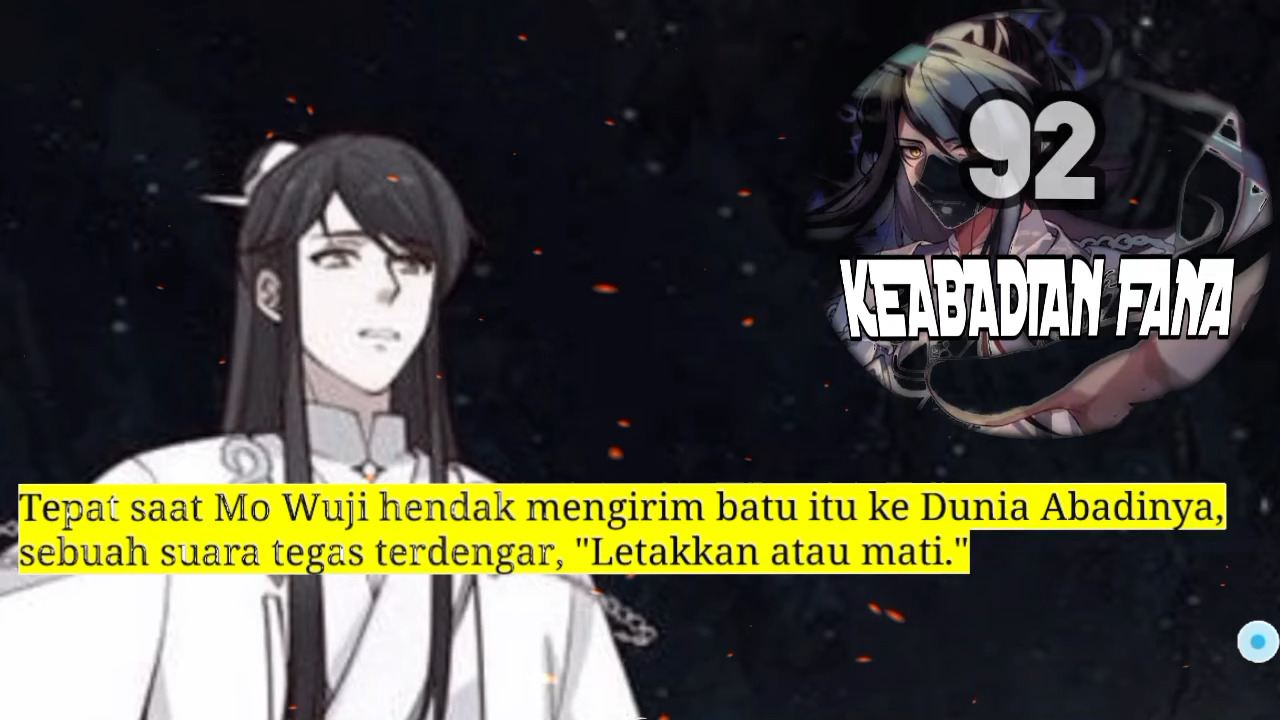 92
KEABADIAN FANA
Tepat saat Mo Wuji hendak mengirim batu itu ke Dunia Abadinya,
sebuah suara tegas terdengar, "Letakkan atau mati."